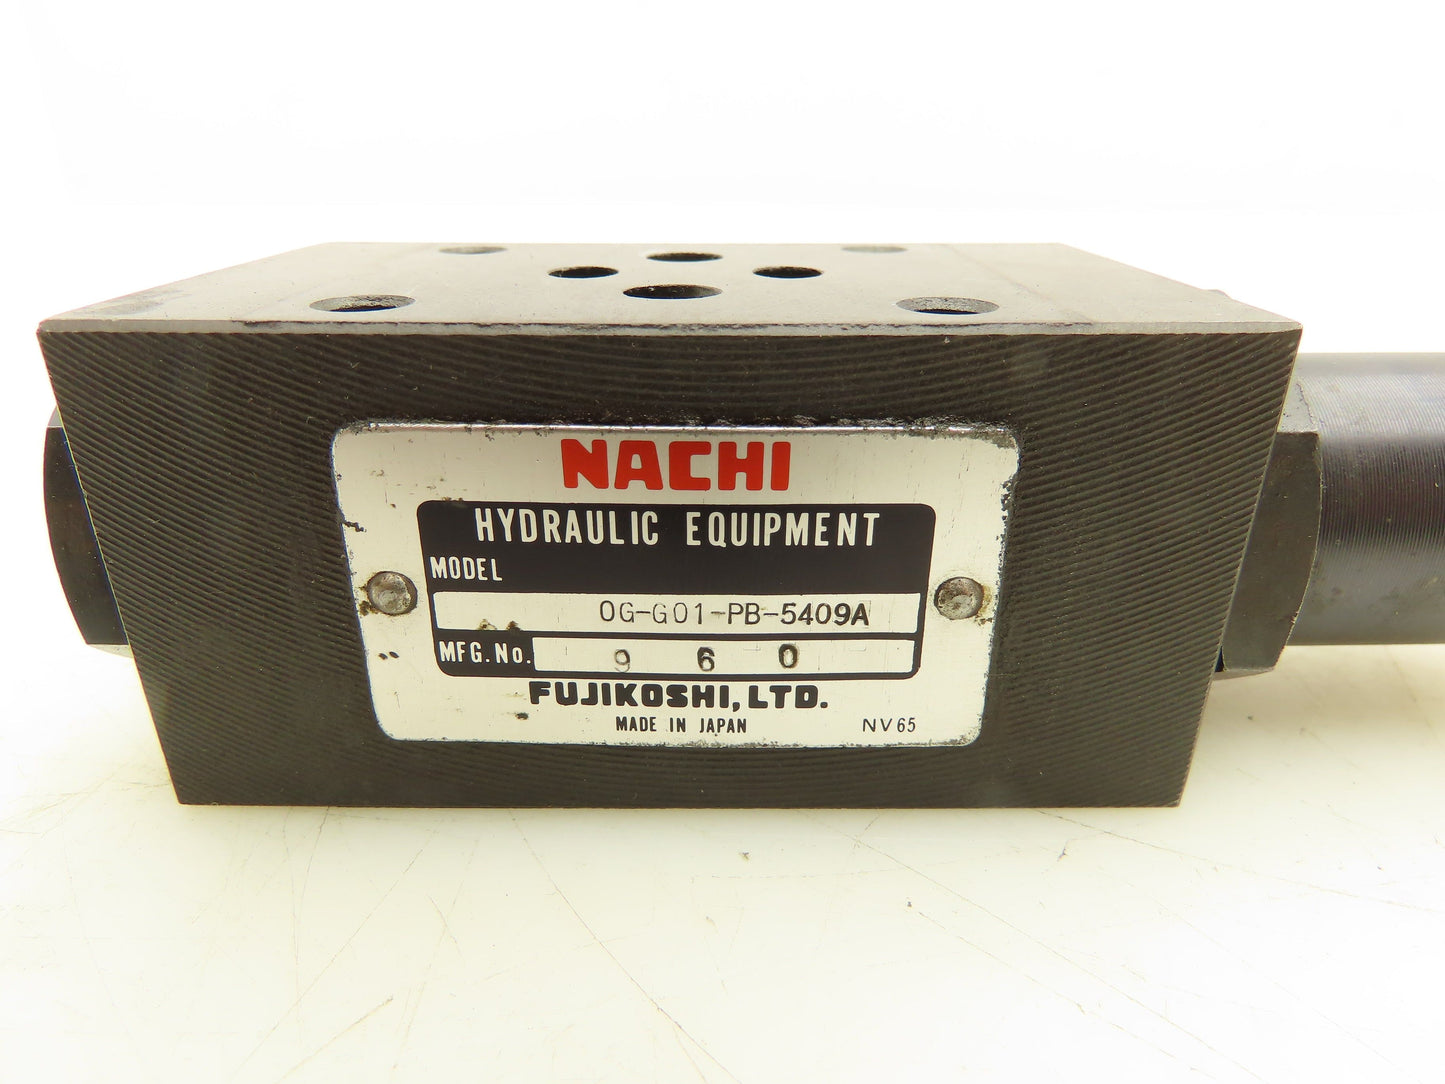 NACHI
HYDRAULIC EQUIPMENT
MODEL
OG-G01-PB-5409A
MFG. No. 9 6 0
FUJIKOSHI, LTD.
MADE IN JAPAN NV65